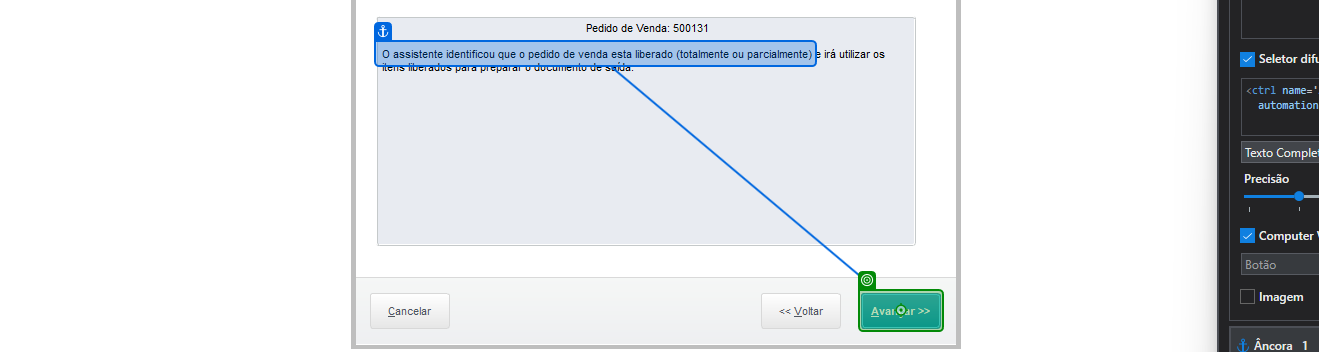 Pedido de Venda: 500131
O assistente identificou que o pedido de venda esta liberado (totalmente ou parcialmente) e irá utilizar os
itens liberados para preparar o documento de saída.
Cancelar
<< Voltar
Avançar >>
Seletor difu
<ctrl name='
automation
Texto Complet
Precisão
Computer V
Botão
Imagem
Âncora 1